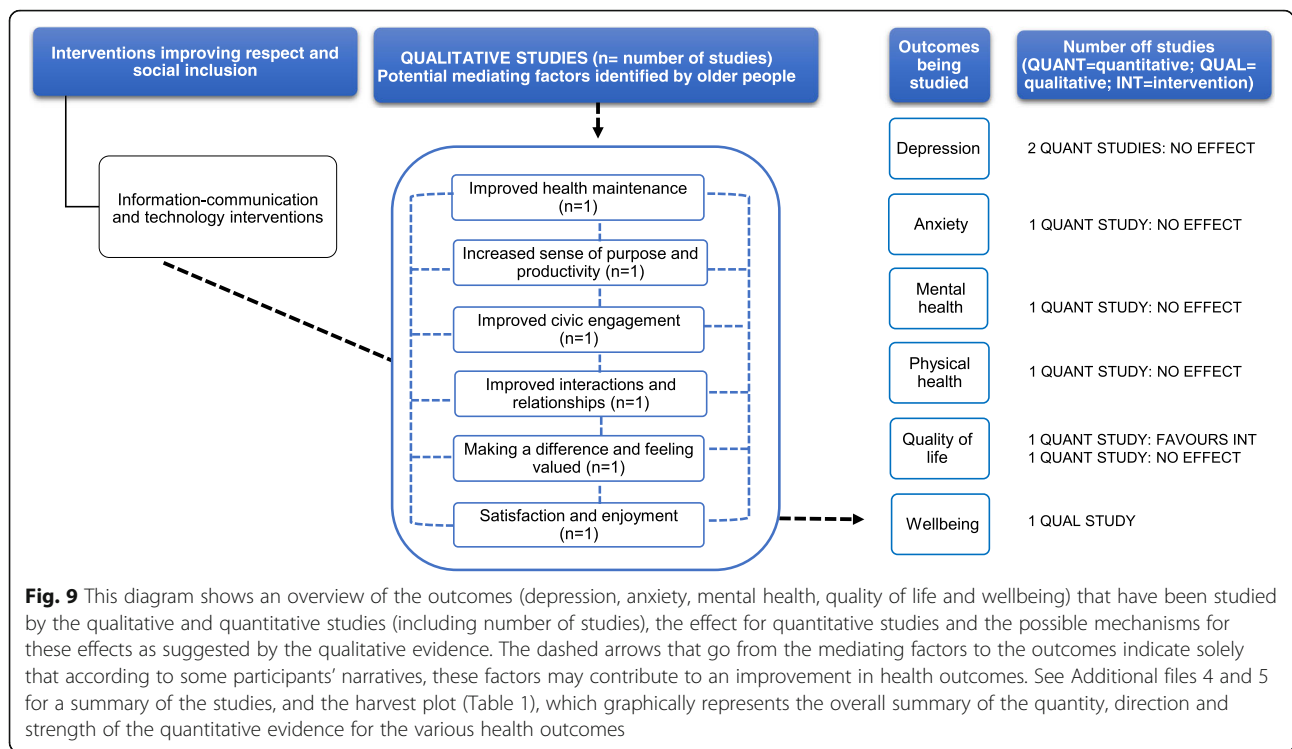 Interventions improving respect and
social inclusion
QUALITATIVE STUDIES (n= number of studies)
Potential mediating factors identified by older people
Outcomes
being
studied
Number off studies
(QUANT=quantitative; QUAL=
qualitative; INT=intervention)
Information-communication
and technology interventions
Improved health maintenance
(n=1)
Increased sense of purpose and
productivity (n=1)
Improved civic engagement
(n=1)
Improved interactions and
relationships (n=1)
Making a difference and feeling
valued (n=1)
Satisfaction and enjoyment
(n=1)
Depression
2 QUANT STUDIES: NO EFFECT
Anxiety
1 QUANT STUDY: NO EFFECT
Mental
health
1 QUANT STUDY: NO EFFECT
Physical
health
1 QUANT STUDY: NO EFFECT
Quality of
life
1 QUANT STUDY: FAVOURS INT
1 QUANT STUDY: NO EFFECT
Wellbeing
1 QUAL STUDY
Fig. 9 This diagram shows an overview of the outcomes (depression, anxiety, mental health, quality of life and wellbeing) that have been studied
by the qualitative and quantitative studies (including number of studies), the effect for quantitative studies and the possible mechanisms for
these effects as suggested by the qualitative evidence. The dashed arrows that go from the mediating factors to the outcomes indicate solely
that according to some participants’ narratives, these factors may contribute to an improvement in health outcomes. See Additional files 4 and 5
for a summary of the studies, and the harvest plot (Table 1), which graphically represents the overall summary of the quantity, direction and
strength of the quantitative evidence for the various health outcomes